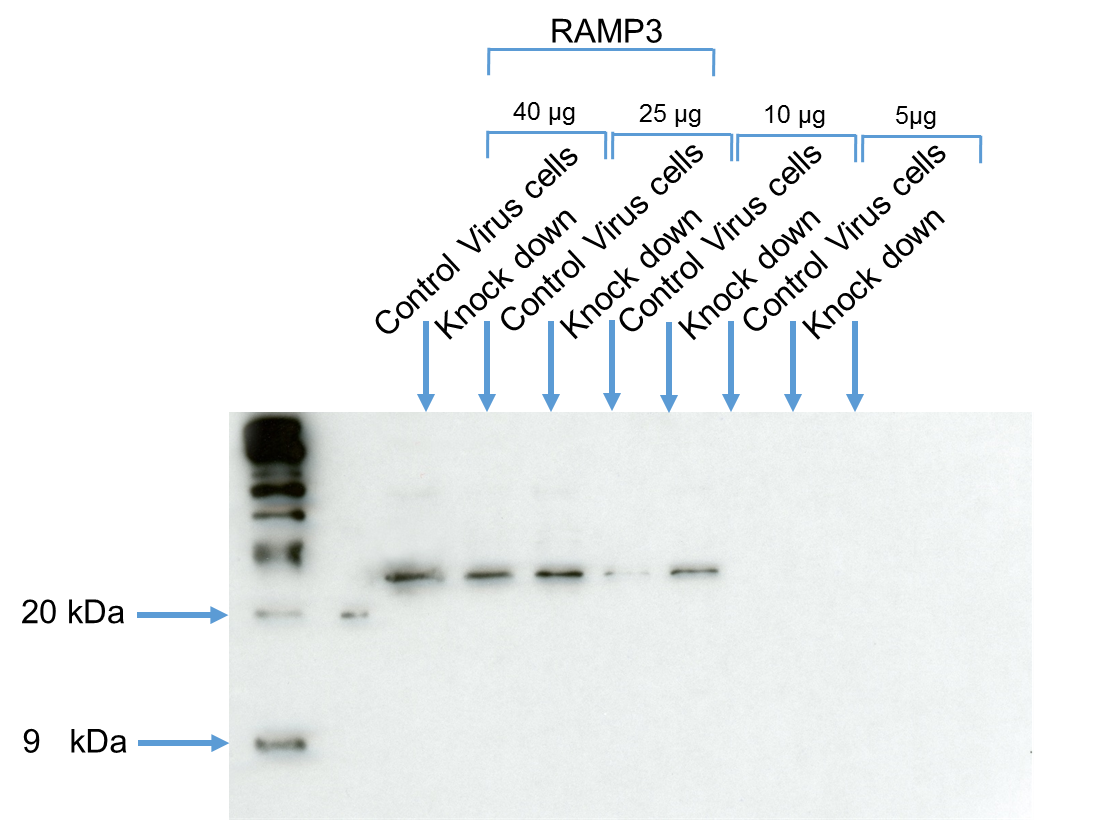 RAMP3
40 µg 25 µg 10 µg 5µg
Control Virus cells
Knock down
Control Virus cells
Knock down
Control Virus cells
Knock down
Control Virus cells
Knock down
20 kDa
9 kDa